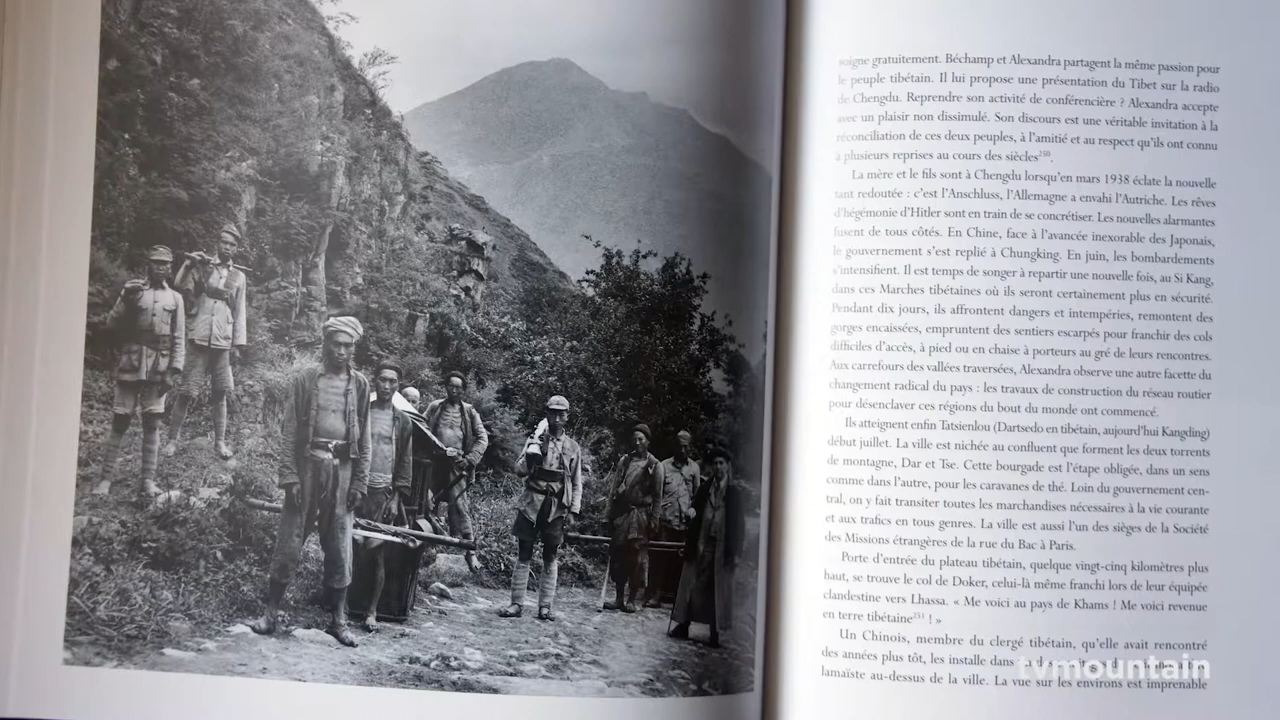 soigne gratuitement. Béchamp et Alexandra partagent la même passion pour
le peuple tibétain. Il lui propose une présentation du Tibet sur la radio
de Chengdu. Reprendre son activité de conférencière ? Alexandra accepte
avec un plaisir non dissimulé. Son discours est une véritable invitation à la
réconciliation de ces deux peuples, à l'amitié et au respect qu'ils ont connu
à plusieurs reprises au cours des siècles²⁵⁰.
La mère et le fils sont à Chengdu lorsqu'en mars 1938 éclate la nouvelle
tant redoutée : c'est l'Anschluss, l'Allemagne a envahi l'Autriche. Les rêves
d'hégémonie d'Hitler sont en train de se concrétiser. Les nouvelles alarmantes
fusent de tous côtés. En Chine, face à l'avancée inexorable des Japonais,
le gouvernement s'est replié à Chungking. En juin, les bombardements
s'intensifient. Il est temps de songer à repartir une nouvelle fois, au Si Kang,
dans ces Marches tibétaines où ils seront certainement plus en sécurité.
Pendant dix jours, ils affrontent dangers et intempéries, remontent des
gorges encaissées, empruntent des sentiers escarpés pour franchir des cols
difficiles d'accès, à pied ou en chaise à porteurs au gré de leurs rencontres.
Aux carrefours des vallées traversées, Alexandra observe une autre facette du
changement radical du pays : les travaux de construction du réseau routier
pour désenclaver ces régions du bout du monde ont commencé.
Ils atteignent enfin Tatsienlou (Dartsedo en tibétain, aujourd'hui Kangding)
début juillet. La ville est nichée au confluent que forment les deux torrents
de montagne, Dar et Tse. Cette bourgade est l'étape obligée, dans un sens
comme dans l'autre, pour les caravanes de thé. Loin du gouvernement cen-
tral, on y fait transiter toutes les marchandises nécessaires à la vie courante
et aux trafics en tous genres. La ville est aussi l'un des sièges de la Société
des Missions étrangères de la rue du Bac à Paris.
Porte d'entrée du plateau tibétain, quelque vingt-cinq kilomètres plus
haut, se trouve le col de Doker, celui-là même franchi lors de leur équipée
clandestine vers Lhassa. « Me voici au pays de Khams ! Me voici revenue
en terre tibétaine²⁵¹ ! »
Un Chinois, membre du clergé tibétain, qu'elle avait rencontré
des années plus tôt, les installe dans
lamaïste au-dessus de la ville. La vue sur les environs est imprenable
tvmountain